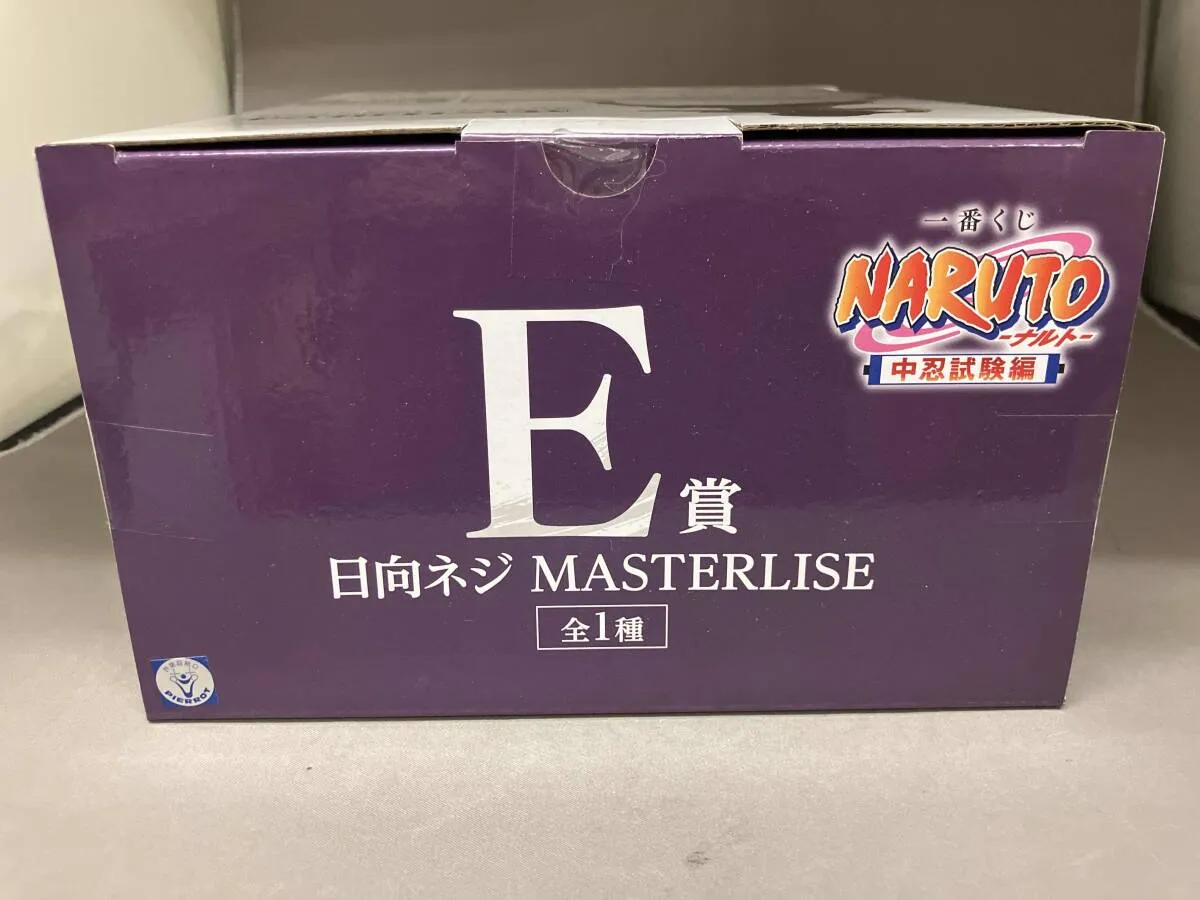 一番くじ
NARUTO
-ナルト-
中忍試験編
E賞
日向ネジ MASTERLISE
全1種
PIERROT